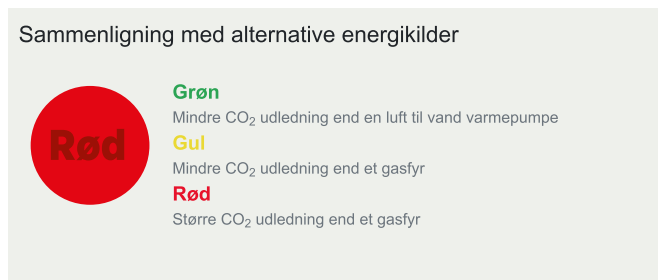 Sammenligning med alternative energikilder
Rød
Grøn
Mindre CO₂ udledning end en luft til vand varmepumpe
Gul
Mindre CO₂ udledning end et gasfyr
Rød
Større CO₂ udledning end et gasfyr